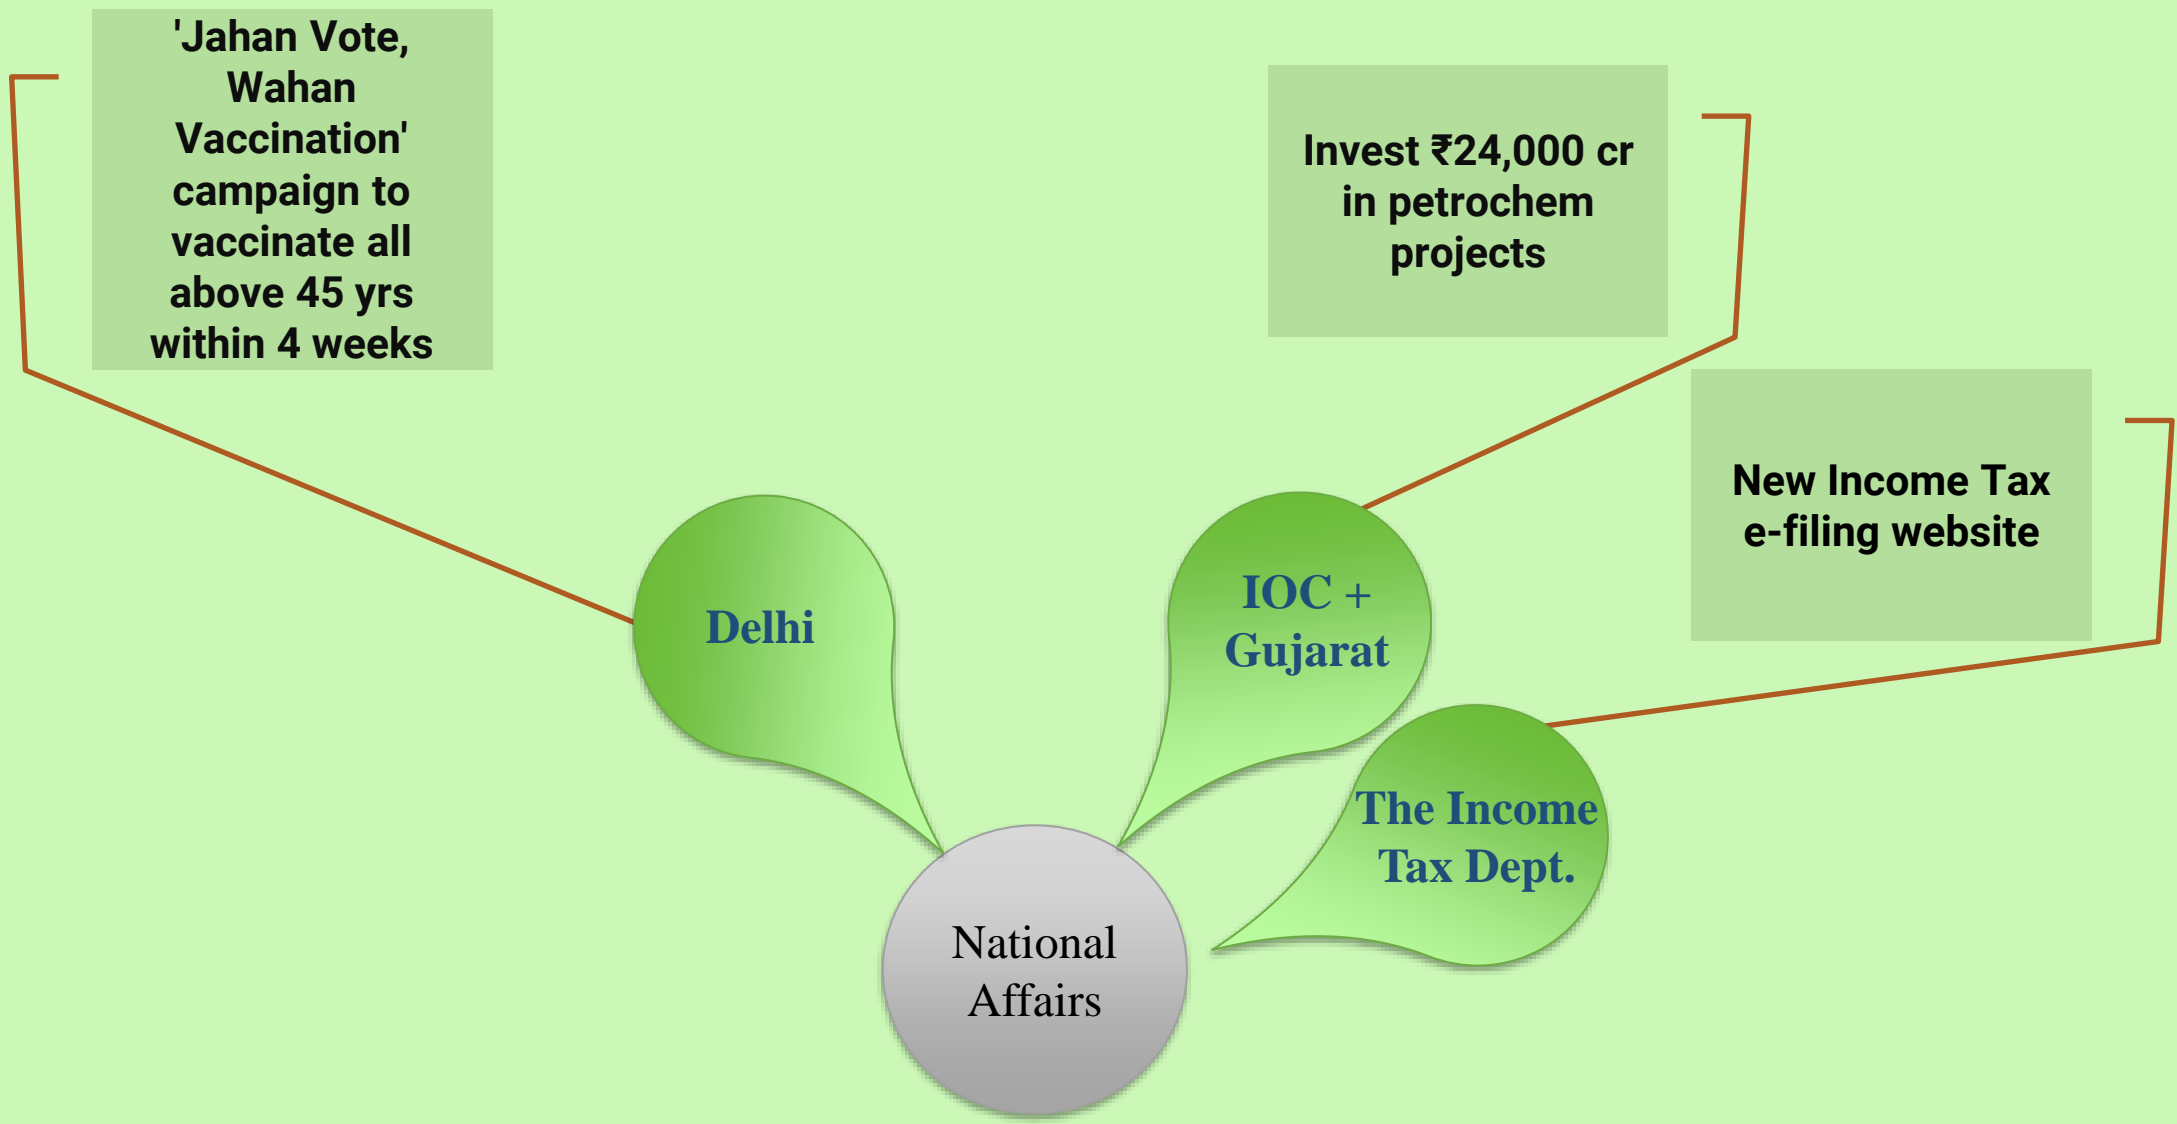 'Jahan Vote,
Wahan
Vaccination'
campaign to
vaccinate all
above 45 yrs
within 4 weeks
Invest ₹24,000 cr
in petrochem
projects
New Income Tax
e-filing website
Delhi
IOC +
Gujarat
The Income
Tax Dept.
National
Affairs